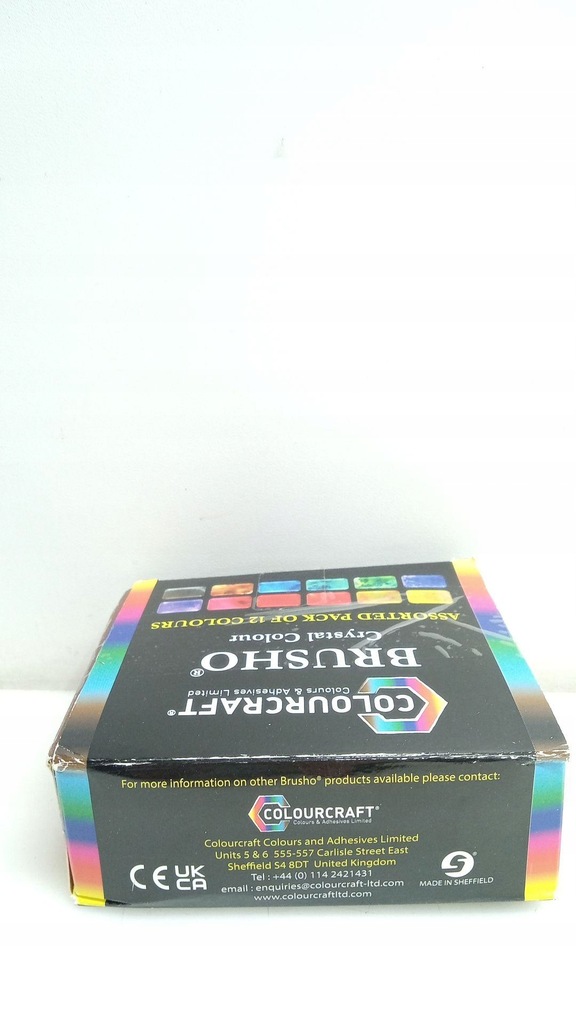 COLOURCRAFT®
Colours & Adhesives Limited
BRUSHO®
Crystal Colour
ASSORTED PACK OF 12 COLOURS
For more information on other Brusho® products available please contact:
COLOURCRAFT®
Colours & Adhesives Limited
Colourcraft Colours and Adhesives Limited
Units 5 & 6 555-557 Carlisle Street East
Sheffield S4 8DT United Kingdom
Tel : +44 (0) 114 2421431
email : enquiries@colourcraft-ltd.com
www.colourcraftltd.com
CE UK
CA
MADE IN SHEFFIELD